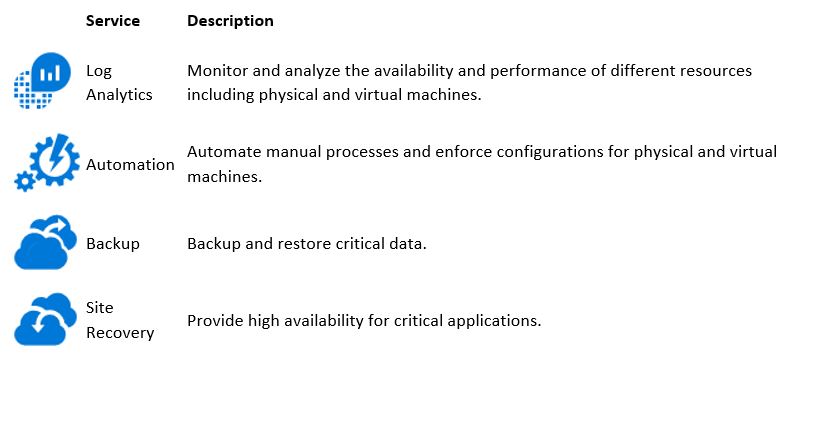 Service Description
Log Analytics Monitor and analyze the availability and performance of different resources
including physical and virtual machines.
Automation Automate manual processes and enforce configurations for physical and virtual
machines.
Backup Backup and restore critical data.
Site Recovery Provide high availability for critical applications.